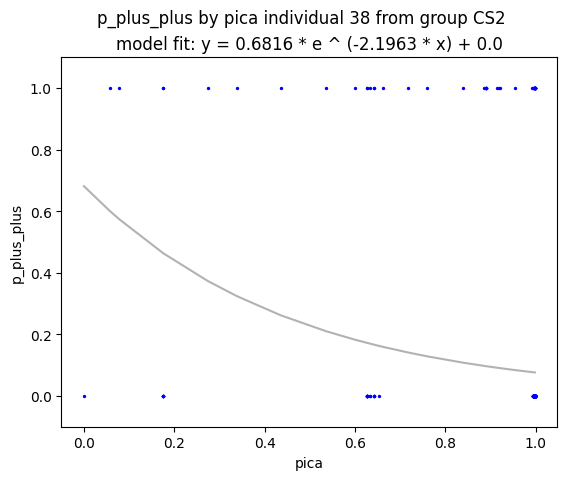 p_plus_plus by pica individual 38 from group CS2
model fit: y = 0.6816 * e ^ (-2.1963 * x) + 0.0
1.0
0.8
0.6
0.4
0.2
0.0
p_plus_plus
0.0 0.2 0.4 0.6 0.8 1.0
pica